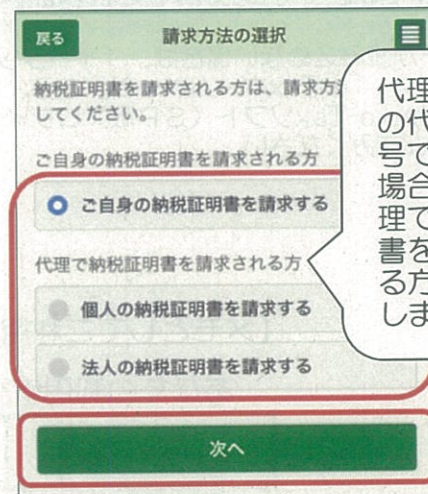 戻る
請求方法の選択
納税証明書を請求される方は、請求方
してください。
ご自身の納税証明書を請求する方
ご自身の納税証明書を請求する
代理で納税証明書を請求される方
個人の納税証明書を請求する
法人の納税証明書を請求する
次へ
代理
の代
号で
場合
理で
書を
る方
しま